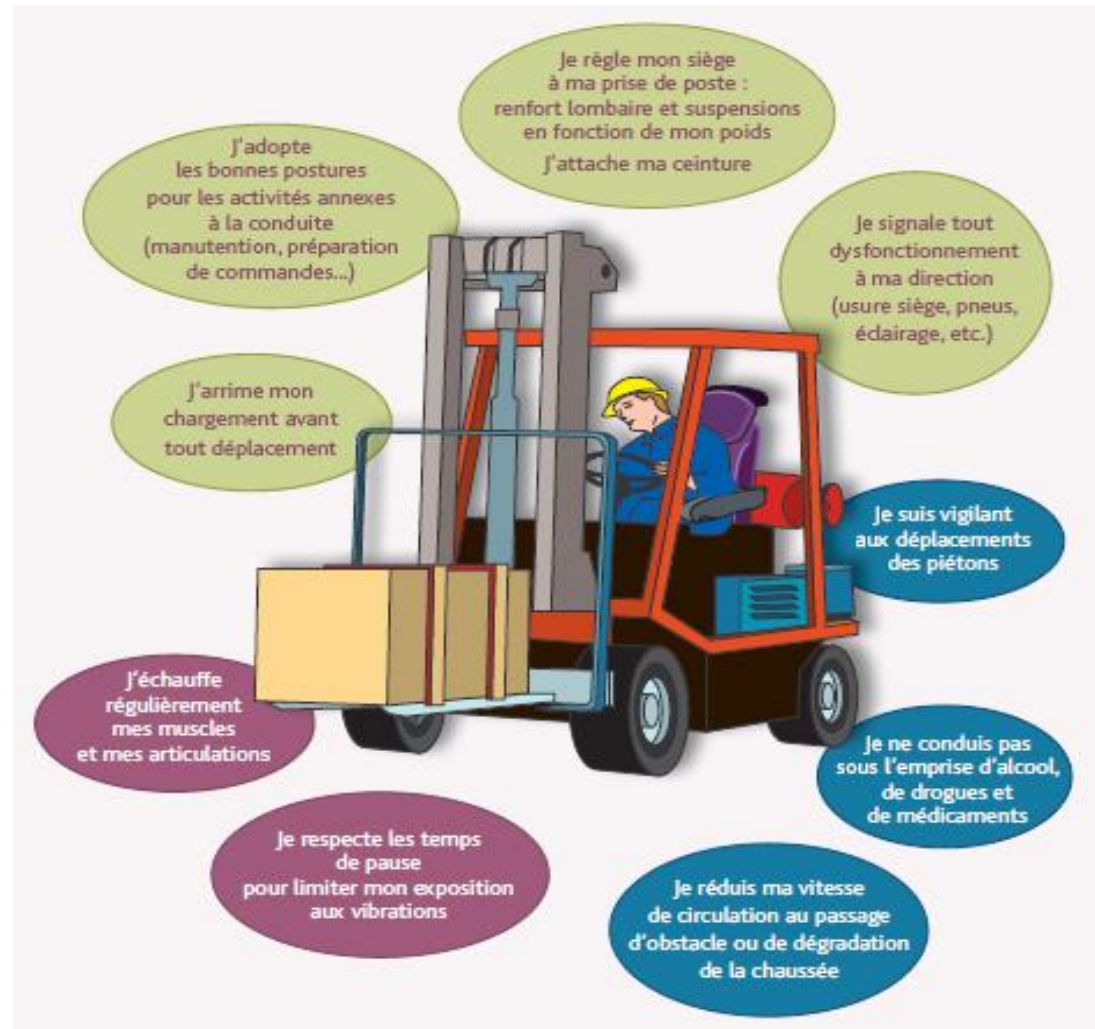 Je règle mon siège
à ma prise de poste :
renfort lombaire et suspensions
en fonction de mon poids
J'attache ma ceinture
J'adopte
les bonnes postures
pour les activités annexes
à la conduite
(manutention, préparation
de commandes...)
Je signale tout
dysfonctionnement
à ma direction
(usure siège, pneus,
éclairage, etc.)
J'arrime mon
chargement avant
tout déplacement
Je suis vigilant
aux déplacements
des piétons
J'échauffe
régulièrement
mes muscles
et mes articulations
Je ne conduis pas
sous l'emprise d'alcool,
de drogues et
de médicaments
Je respecte les temps
de pause
pour limiter mon exposition
aux vibrations
Je réduis ma vitesse
de circulation au passage
d'obstacle ou de dégradation
de la chaussée